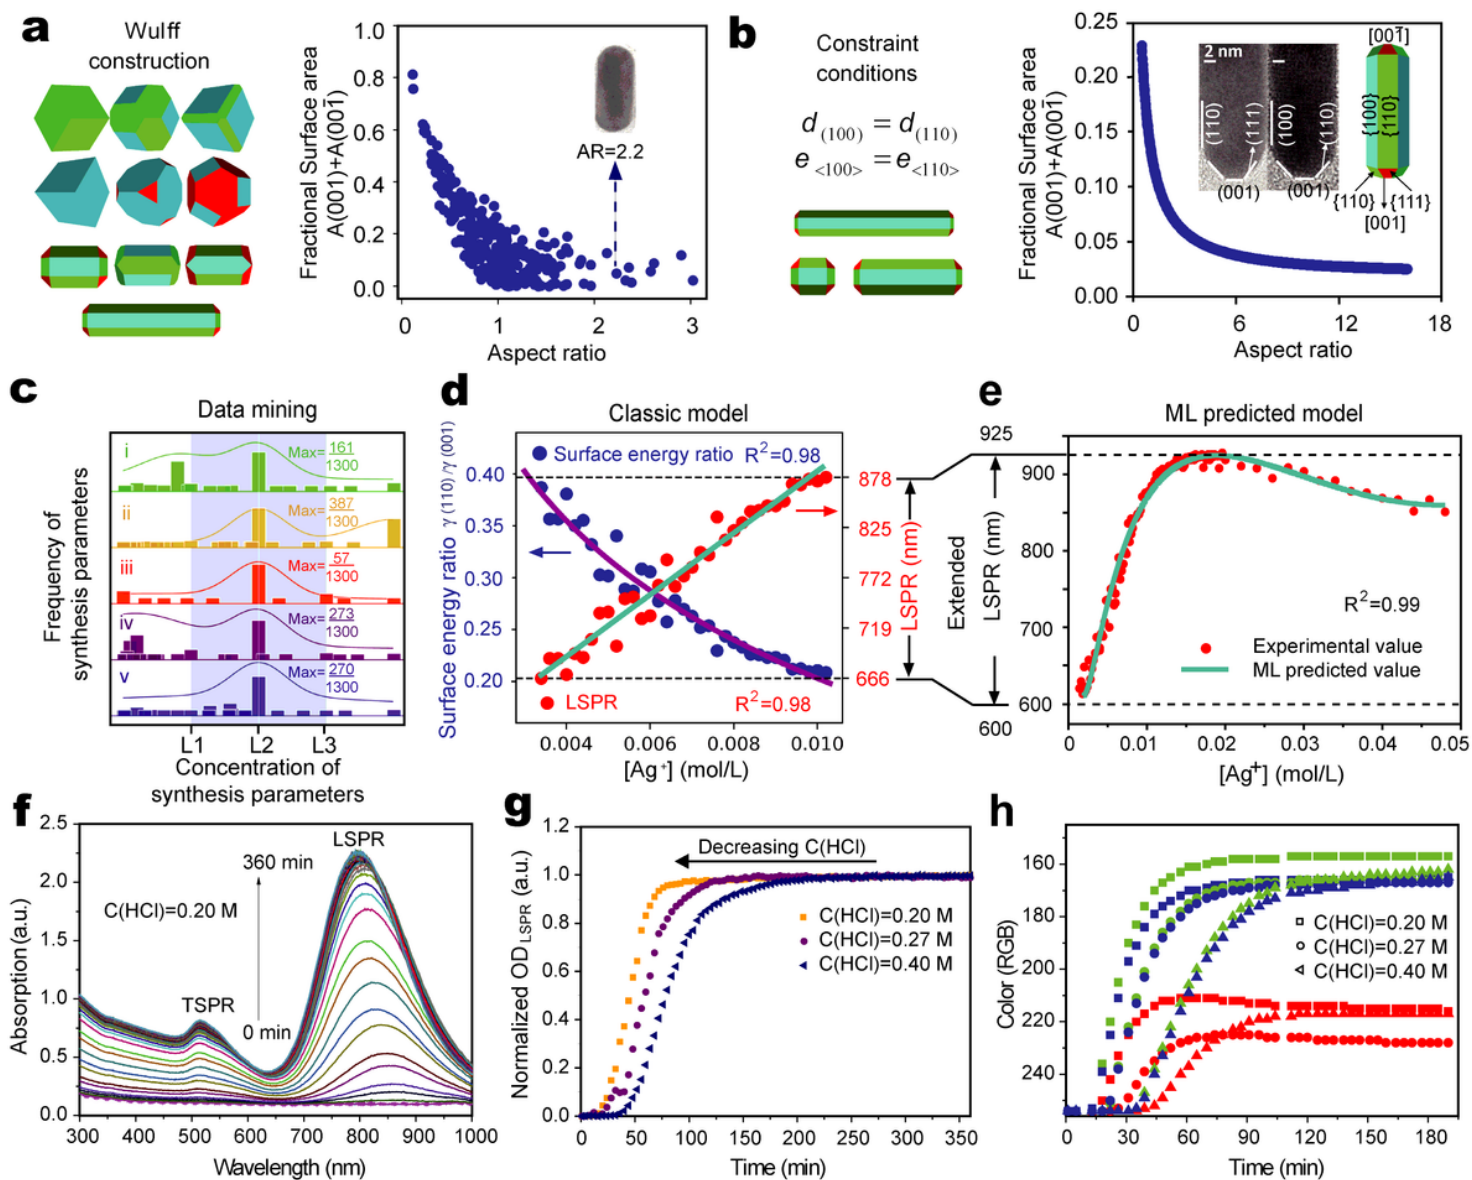 a
Wulff
construction
Fractional Surface area
A(001)+A(001̄)
1.0
0.8
0.6
0.4
0.2
0.0
AR=2.2
0
1
2
3
Aspect ratio
b
Constraint
conditions
d(100) = d(110)
e<100> = e<110>
Fractional Surface area
A(001)+A(001̄)
0.25
0.20
0.15
0.10
0.05
0.00
2 nm
(110)
(111)
(001)
(100)
(110)
(001)
[001̄]
{100}
{110}
{110}
{111}
[001]
0
6
12
18
Aspect ratio
c
Data mining
Frequency of
synthesis parameters
i
Max= 161
1300
ii
Max= 387
1300
iii
Max= 57
1300
iv
Max= 273
1300
v
Max= 270
1300
L1
L2
L3
Concentration of
synthesis parameters
d
Classic model
Surface energy ratio γ (110) /γ (001)
0.40
0.35
0.30
0.25
0.20
Surface energy ratio R²=0.98
LSPR
R²=0.98
878
825
772
719
666
LSPR (nm)
0.004
0.006
0.008
0.010
[Ag⁺] (mol/L)
Extended
LSPR (nm)
925
600
e
ML predicted model
900
850
800
750
700
650
600
R²=0.99
Experimental value
ML predicted value
0
0.01
0.02
0.03
0.04
0.05
[Ag⁺] (mol/L)
f
Absorption (a.u.)
2.5
2.0
1.5
1.0
0.5
0.0
LSPR
360 min
C(HCl)=0.20 M
TSPR
0 min
300
400
500
600
700
800
900
1000
Wavelength (nm)
g
Normalized OD LSPR (a.u.)
1.2
1.0
0.8
0.6
0.4
0.2
0.0
Decreasing C(HCl)
C(HCl)=0.20 M
C(HCl)=0.27 M
C(HCl)=0.40 M
0
50
100
150
200
250
300
350
Time (min)
h
Color (RGB)
160
180
200
220
240
C(HCl)=0.20 M
C(HCl)=0.27 M
C(HCl)=0.40 M
0
30
60
90
120
150
180
Time (min)